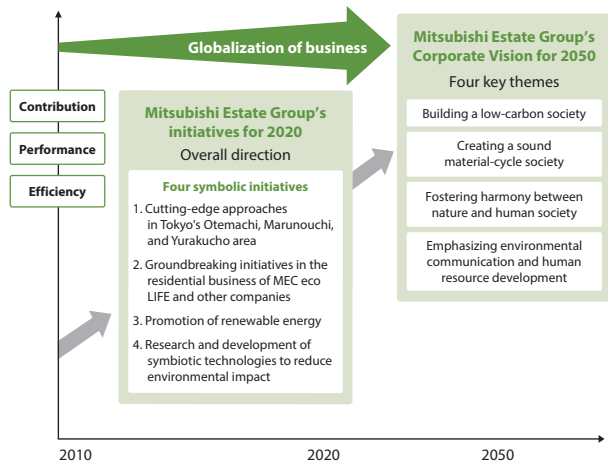 Globalization of business
Contribution
Performance
Efficiency
Mitsubishi Estate Group's
initiatives for 2020
Overall direction
Four symbolic initiatives
1. Cutting-edge approaches
in Tokyo's Otemachi, Marunouchi,
and Yurakucho area
2. Groundbreaking initiatives in the
residential business of MEC eco
LIFE and other companies
3. Promotion of renewable energy
4. Research and development of
symbiotic technologies to reduce
environmental impact
Mitsubishi Estate Group's
Corporate Vision for 2050
Four key themes
Building a low-carbon society
Creating a sound
material-cycle society
Fostering harmony between
nature and human society
Emphasizing environmental
communication and human
resource development
2010
2020
2050